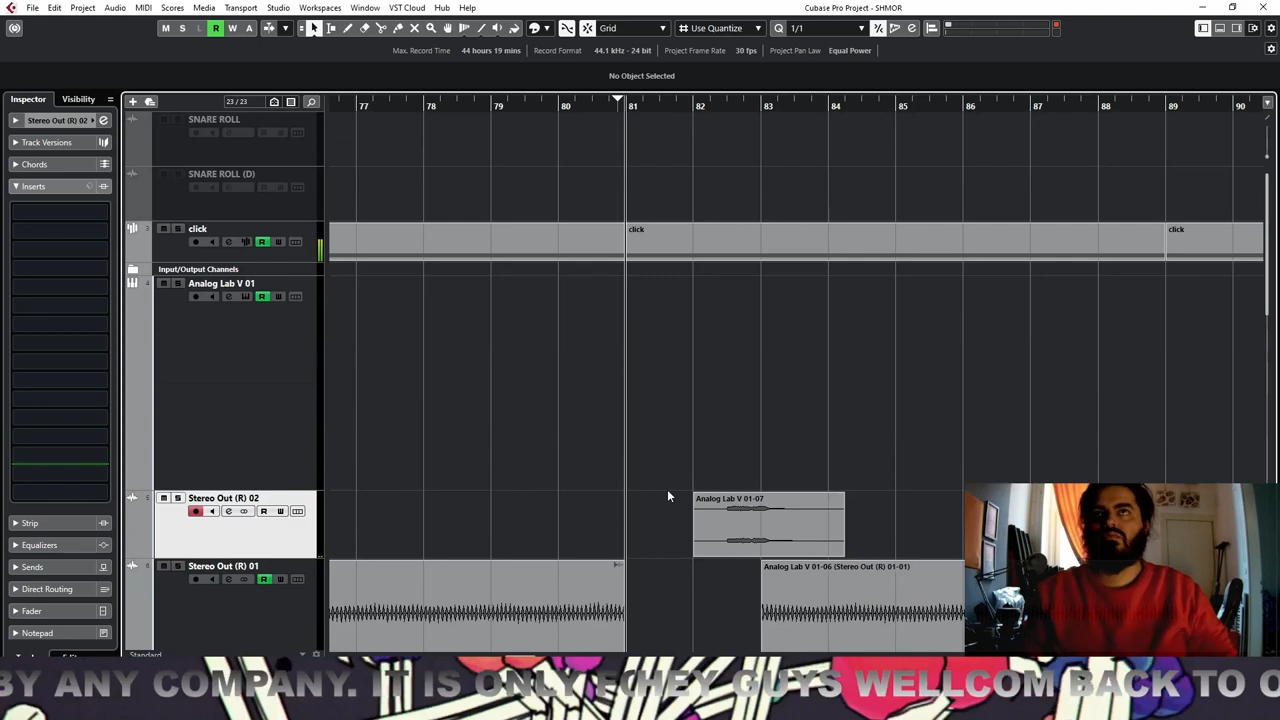 File Edit Project Audio MIDI Scores Media Transport Studio Workspaces Window VST Cloud Hub Help
Cubase Pro Project - SHMOR
M S L R W A
Grid
Use Quantize
Q 1/1
Max. Record Time 44 hours 19 mins Record Format 44.1 kHz - 24 bit Project Frame Rate 30 fps Project Pan Law Equal Power
No Object Selected
Inspector Visibility
23 / 23
77 78 79 80 81 82 83 84 85 86 87 88 89 90
Stereo Out (R) 02
Track Versions
Chords
Inserts
Strip
Equalizers
Sends
Direct Routing
Fader
Notepad
SNARE ROLL
SNARE ROLL (D)
3 click
click
click
Input/Output Channels
4 Analog Lab V 01
5 Stereo Out (R) 02
Analog Lab V 01-07
6 Stereo Out (R) 01
Analog Lab V 01-06 (Stereo Out (R) 01-01)
Standard
BY ANY COMPANY. IT IS ONLY F(HEY GUYS WELLCOM BACK TO O